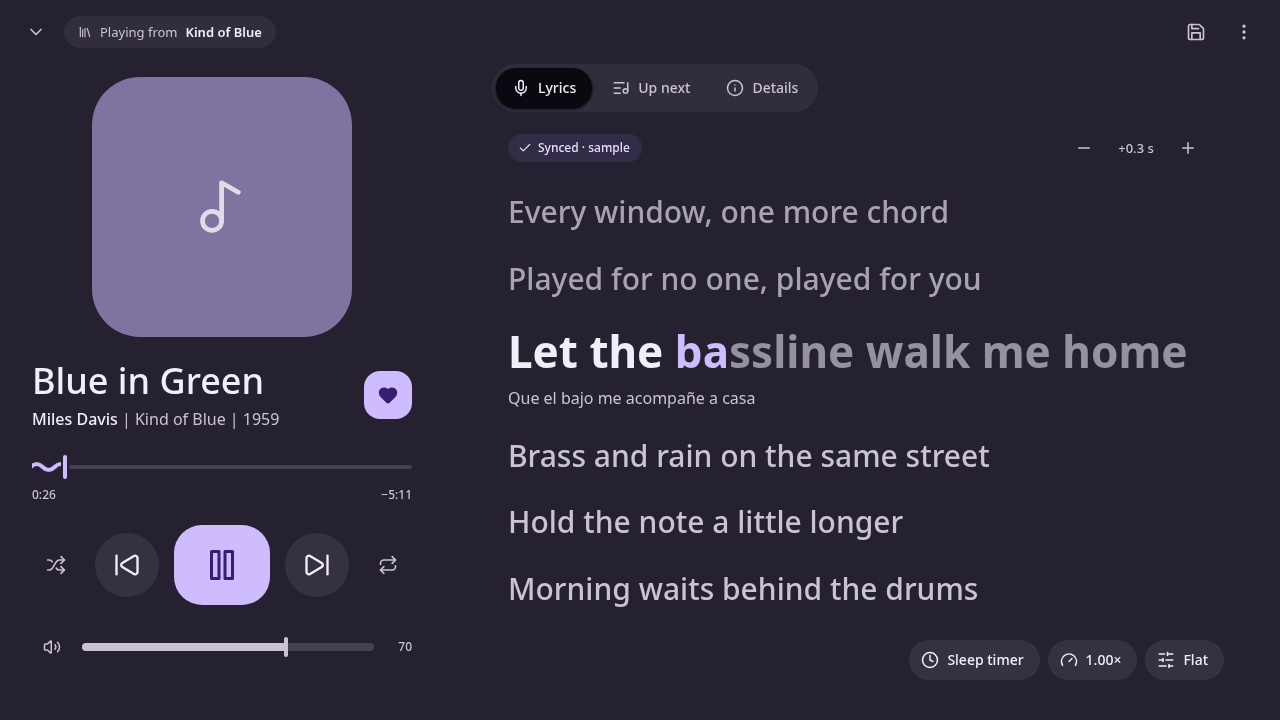 Playing from Kind of Blue
Lyrics
Up next
Details
Synced · sample
+0.3 s
Every window, one more chord
Played for no one, played for you
Let the bassline walk me home
Que el bajo me acompañe a casa
Brass and rain on the same street
Hold the note a little longer
Morning waits behind the drums
Blue in Green
Miles Davis | Kind of Blue | 1959
0:26
−5:11
70
Sleep timer
1.00×
Flat